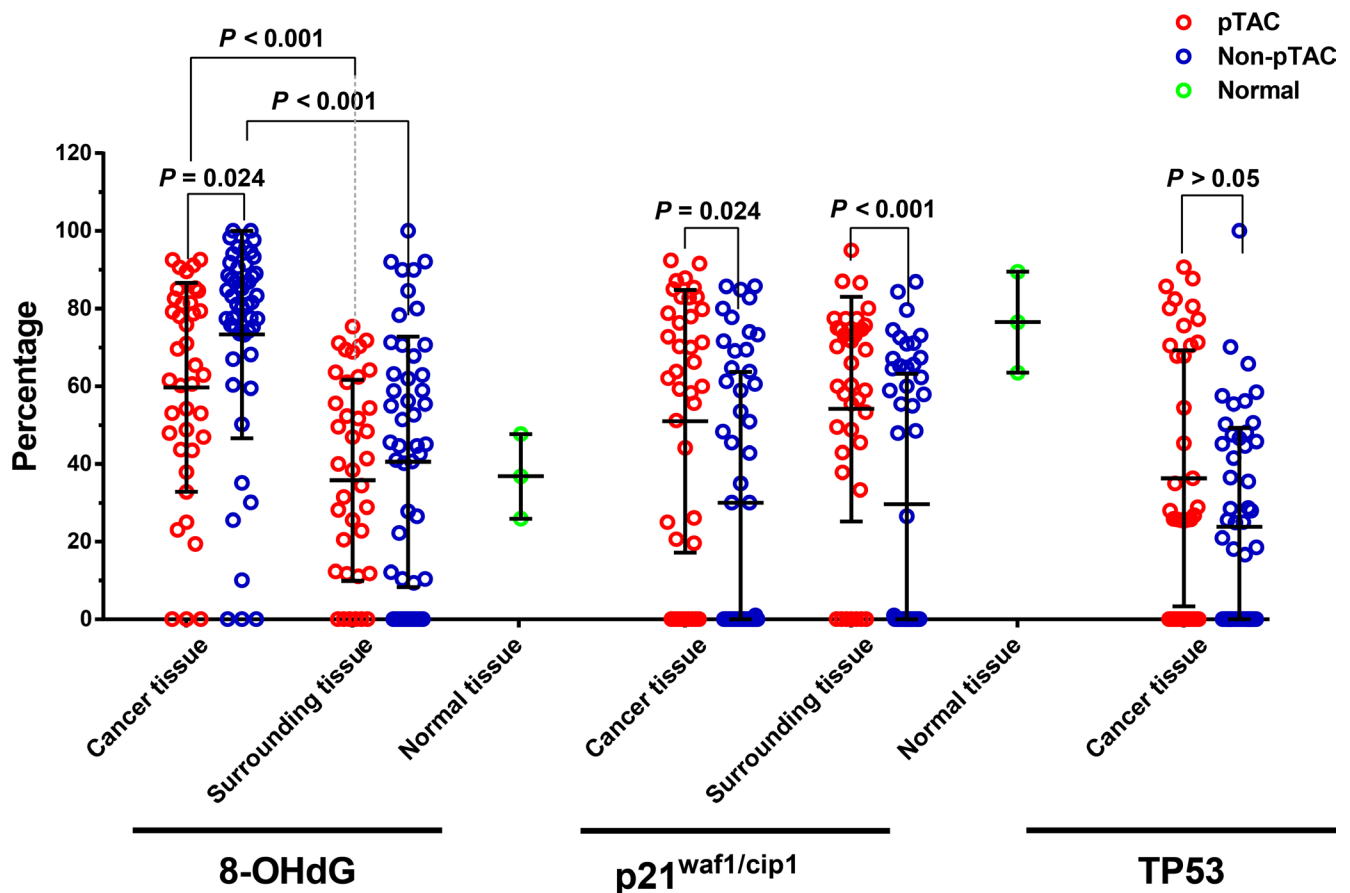 pTAC
Non-pTAC
Normal
P < 0.001
P < 0.001
P = 0.024
P = 0.024
P < 0.001
P > 0.05
Percentage
120
100
80
60
40
20
0
Cancer tissue
Surrounding tissue
Normal tissue
Cancer tissue
Surrounding tissue
Normal tissue
Cancer tissue
8-OHdG
p21waf1/cip1
TP53